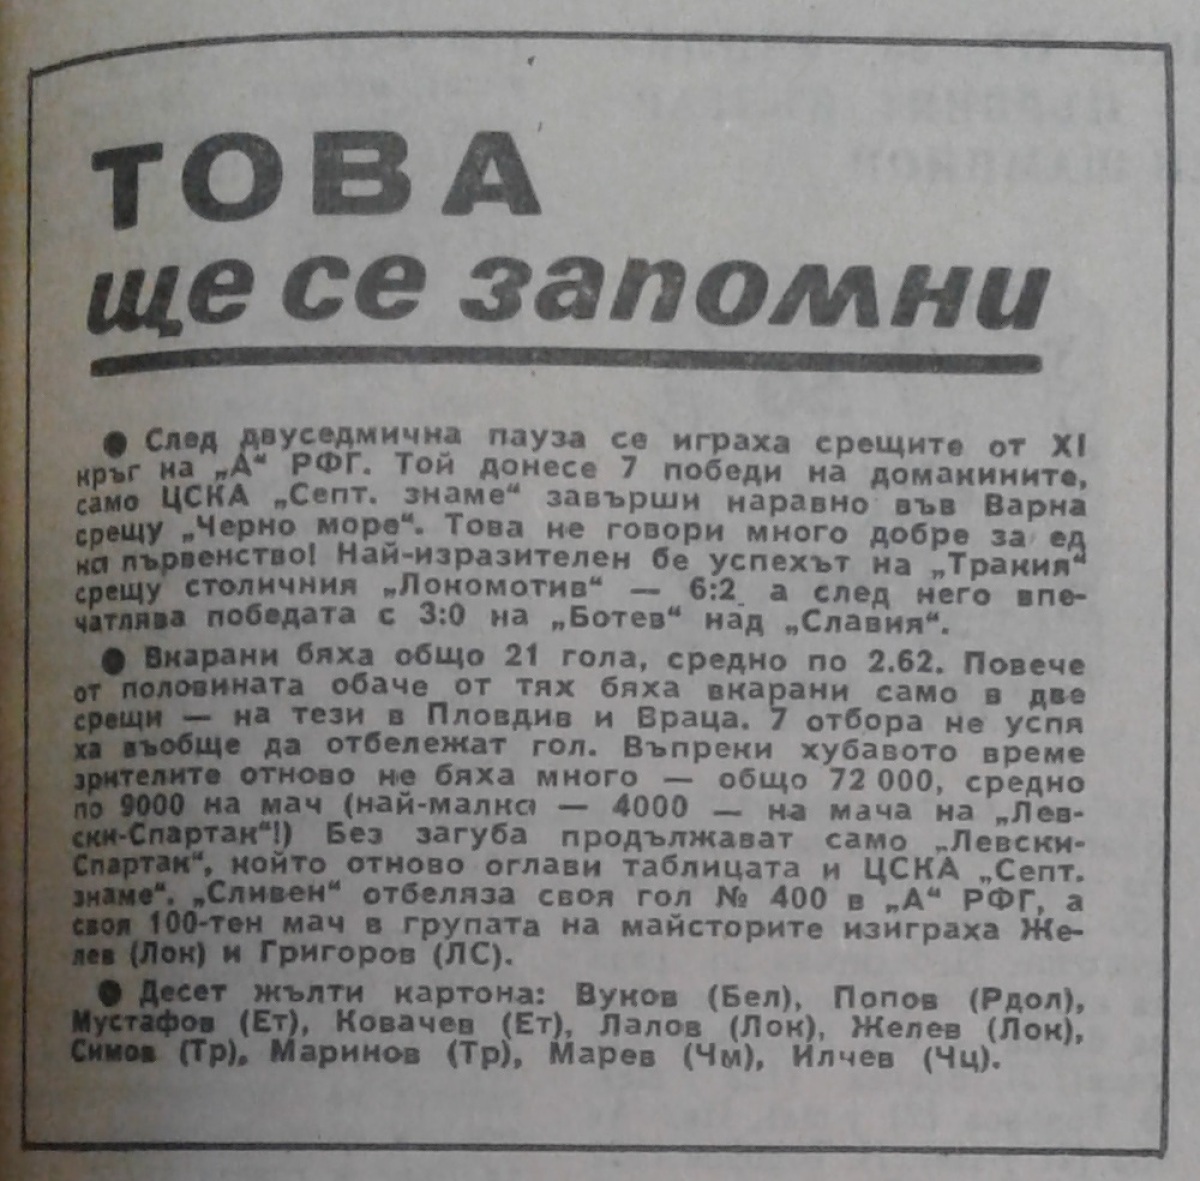 ТОВА
ще се запомни
● След двуседмична пауза се играха срещите от XI
кръг на „А“ РФГ. Той донесе 7 победи на домакините,
само ЦСКА „Септ. знаме“ завърши наравно във Варна
срещу „Черно море“. Това не говори много добре за ед
но първенство! Най-изразителен бе успехът на „Тракия“
срещу столичния „Локомотив“ — 6:2, а след него впе-
чатлява победата с 3:0 на „Ботев“ над „Славия“.
● Вкарани бяха общо 21 гола, средно по 2.62. Повече
от половината обаче от тях бяха вкарани само в две
срещи — на тези в Пловдив и Враца. 7 отбора не успя
ха въобще да отбележат гол. Въпреки хубавото време
зрителите отново не бяха много — общо 72 000, средно
по 9000 на мач (най-малко — 4000 — на мача на „Лев-
ски-Спартак“!) Без загуба продължават само „Левски-
Спартак“, който отново оглави таблицата и ЦСКА „Септ.
знаме“. „Сливен“ отбеляза своя гол № 400 в „А“ РФГ, а
своя 100-тен мач в групата на майсторите изиграха Же-
лев (Лок) и Григоров (ЛС).
● Десет жълти картона: Вуков (Бел), Попов (Рдол),
Мустафов (Ет), Ковачев (Ет), Лалов (Лок), Желев (Лок),
Симов (Тр), Маринов (Тр), Марев (Чм), Илчев (Чц).